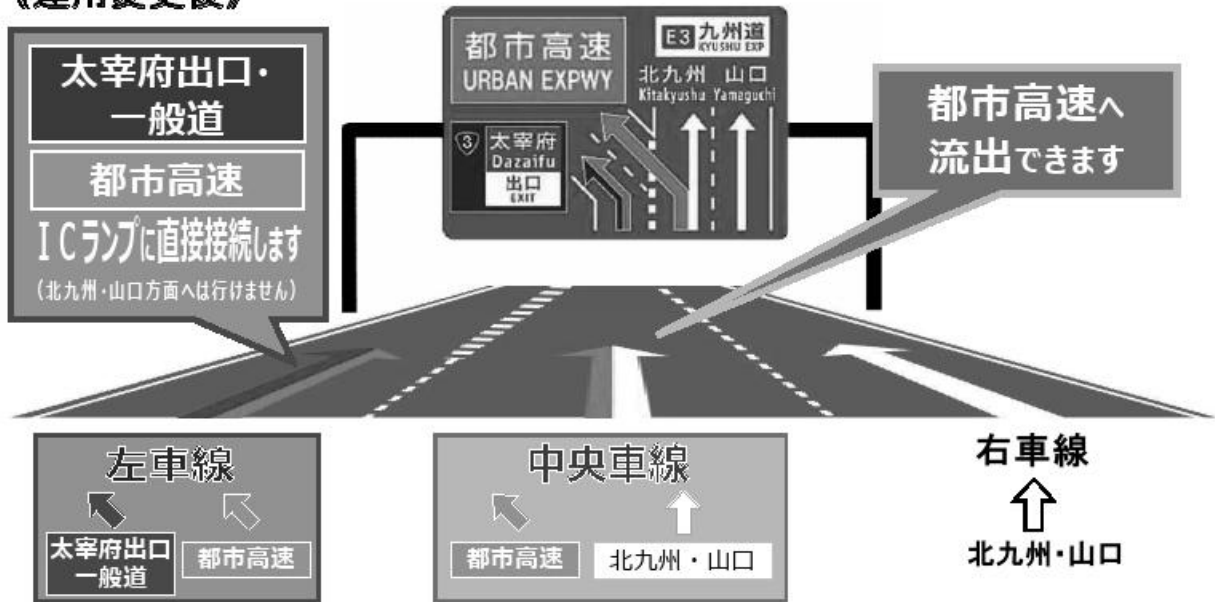 《運用変更後》
太宰府出口・
一般道
都市高速
ICランプに直接接続します
(北九州・山口方面へは行けません)
都市高速
URBAN EXPWY
E3 九州道
KYUSHU EXP
北九州 山口
Kitakyushu Yamaguchi
3 太宰府
Dazaifu
出口
EXIT
都市高速へ
流出できます
左車線
太宰府出口
一般道
都市高速
中央車線
都市高速
北九州・山口
右車線
北九州・山口